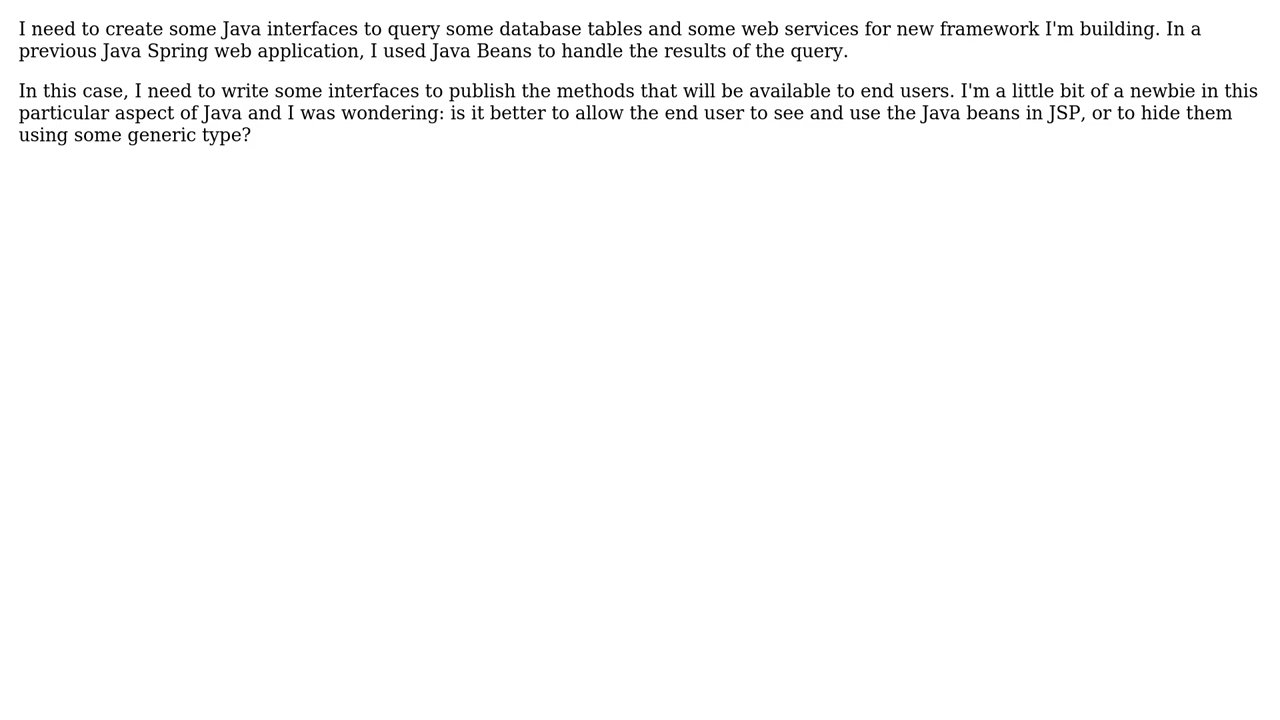 I need to create some Java interfaces to query some database tables and some web services for new framework I'm building. In a
previous Java Spring web application, I used Java Beans to handle the results of the query.
In this case, I need to write some interfaces to publish the methods that will be available to end users. I'm a little bit of a newbie in this
particular aspect of Java and I was wondering: is it better to allow the end user to see and use the Java beans in JSP, or to hide them
using some generic type?